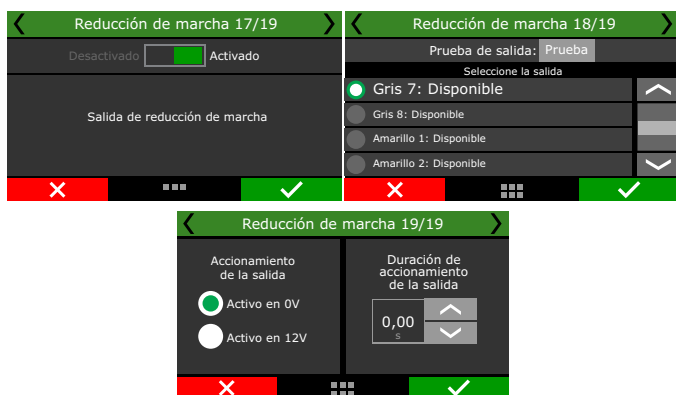 Reducción de marcha 17/19
Desactivado Activado
Salida de reducción de marcha
Reducción de marcha 18/19
Prueba de salida: Prueba
Seleccione la salida
Gris 7: Disponible
Gris 8: Disponible
Amarillo 1: Disponible
Amarillo 2: Disponible
Reducción de marcha 19/19
Accionamiento
de la salida
Activo en 0V
Activo en 12V
Duración de
accionamiento
de la salida
0,00
s